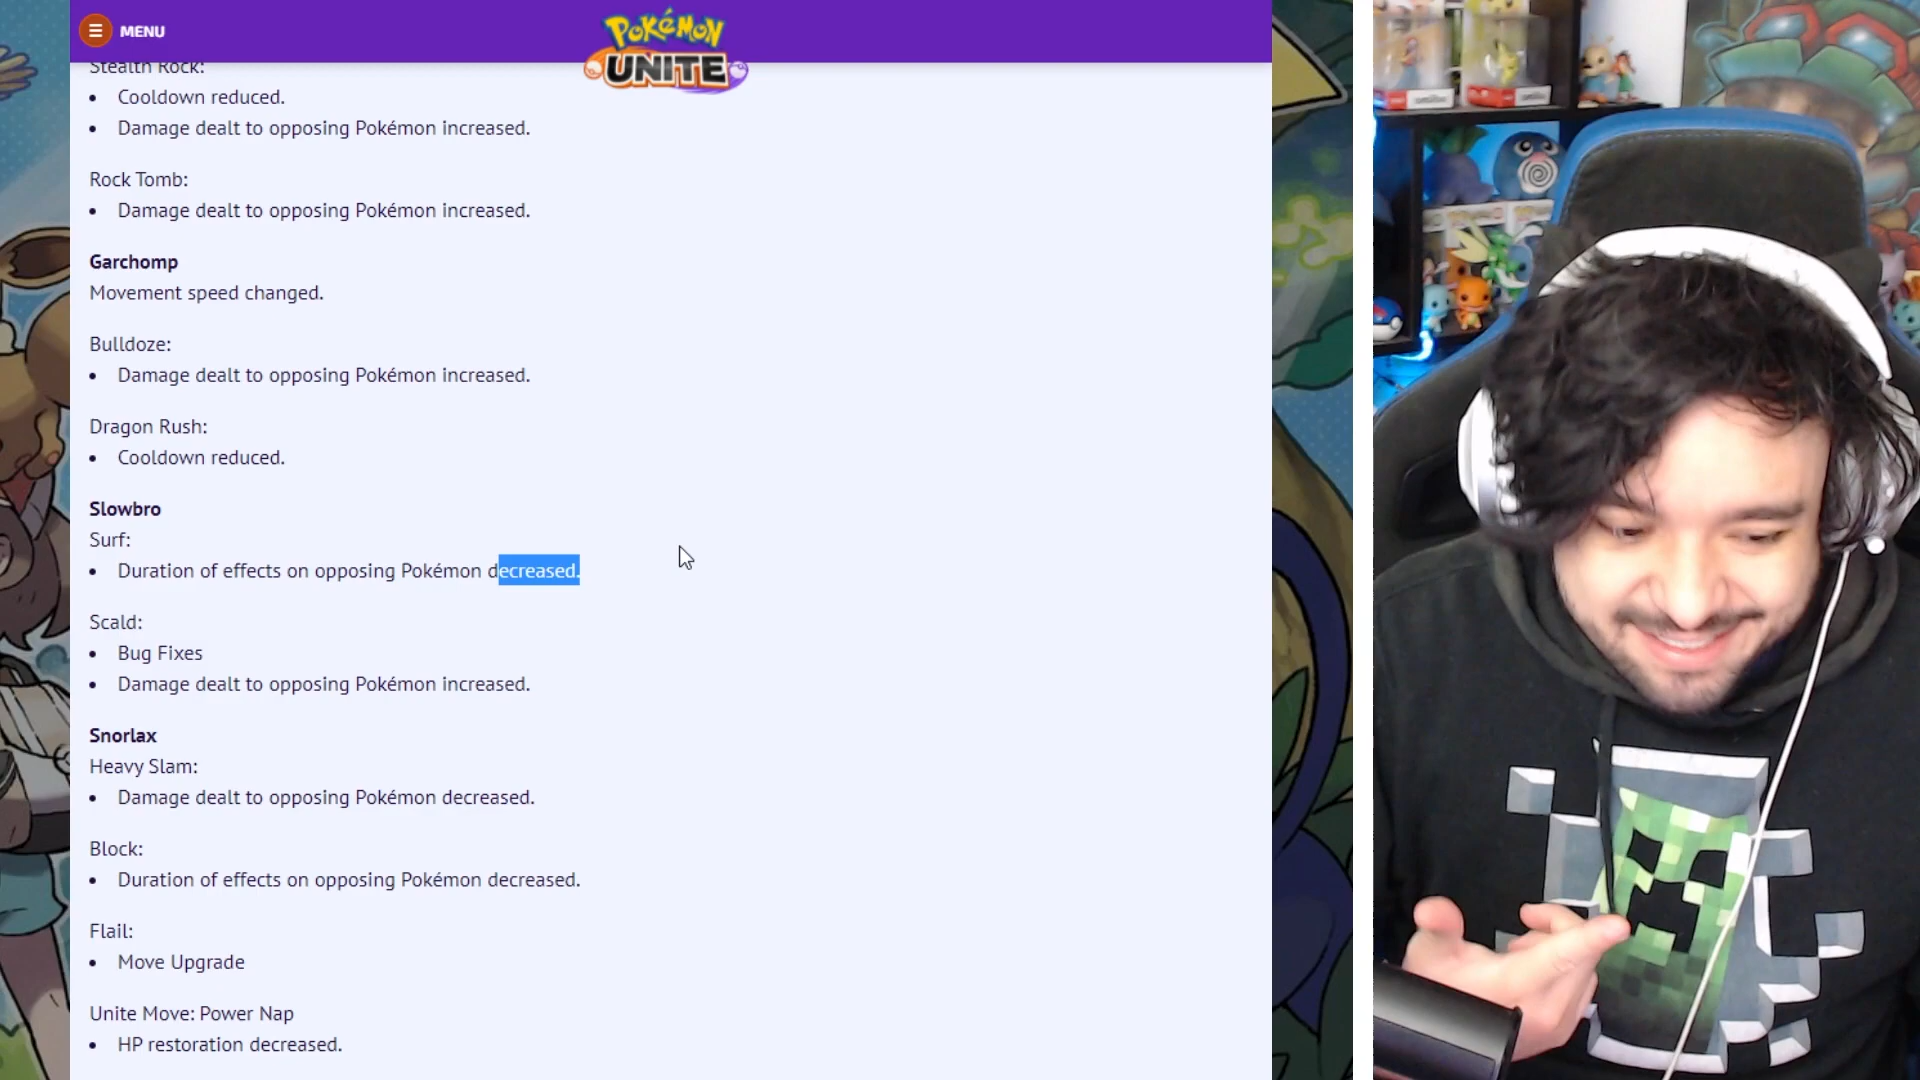 MENU
POKéMON
UNITE
Stealth Rock:
• Cooldown reduced.
• Damage dealt to opposing Pokémon increased.
Rock Tomb:
• Damage dealt to opposing Pokémon increased.
Garchomp
Movement speed changed.
Bulldoze:
• Damage dealt to opposing Pokémon increased.
Dragon Rush:
• Cooldown reduced.
Slowbro
Surf:
• Duration of effects on opposing Pokémon decreased.
Scald:
• Bug Fixes
• Damage dealt to opposing Pokémon increased.
Snorlax
Heavy Slam:
• Damage dealt to opposing Pokémon decreased.
Block:
• Duration of effects on opposing Pokémon decreased.
Flail:
• Move Upgrade
Unite Move: Power Nap
• HP restoration decreased.